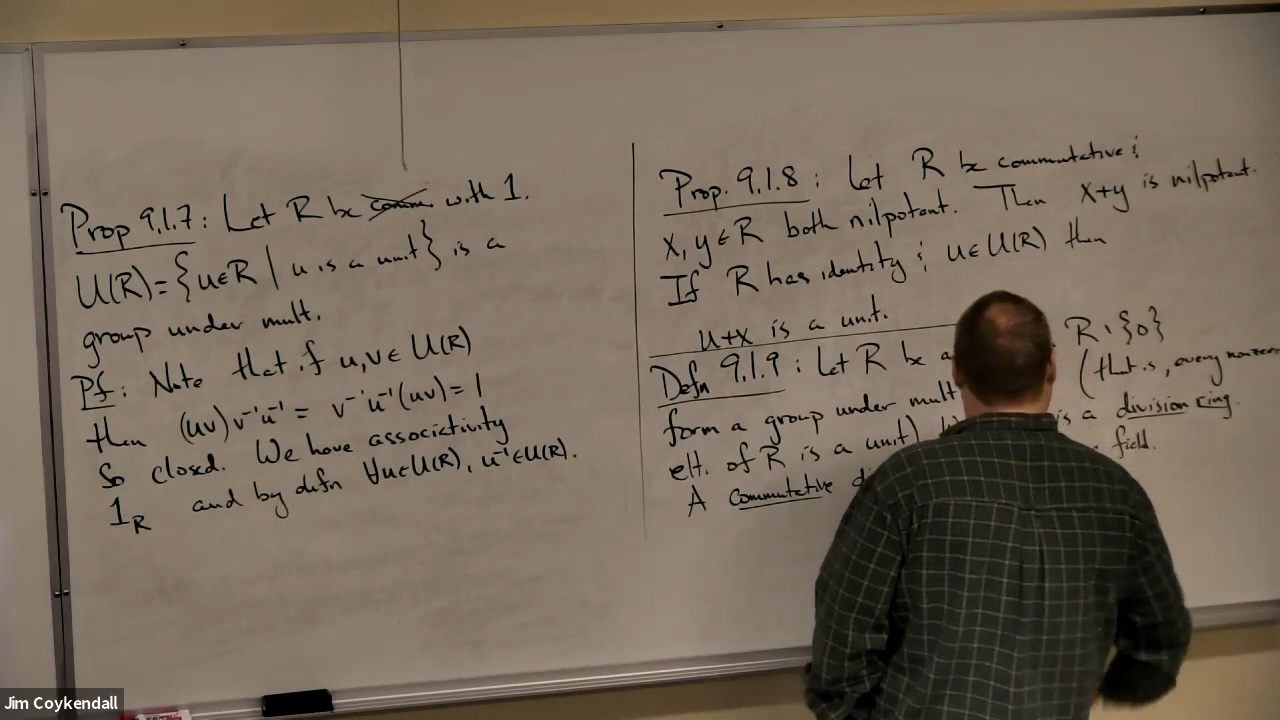 Prop 9.1.7: Let R be comm with 1.
U(R)={u∈R | u is a unit} is a
group under mult.
Pf: Note that if u,v ∈ U(R)
then (uv)v⁻¹u⁻¹ = v⁻¹u⁻¹(uv) = 1
So closed. We have associctivity
1_R and by defn ∀u∈U(R), u⁻¹∈U(R).
Prop. 9.1.8: Let R be commutative &
x,y∈R both nilpotent. Then x+y is nilpotent.
If R has identity & u∈U(R) then
u+x is a unit.
Defn 9.1.9: Let R be a R\{0}
form a group under mult (that is, every
elt. of R is a unit) is a division ring.
A commutative field.
Jim Coykendall